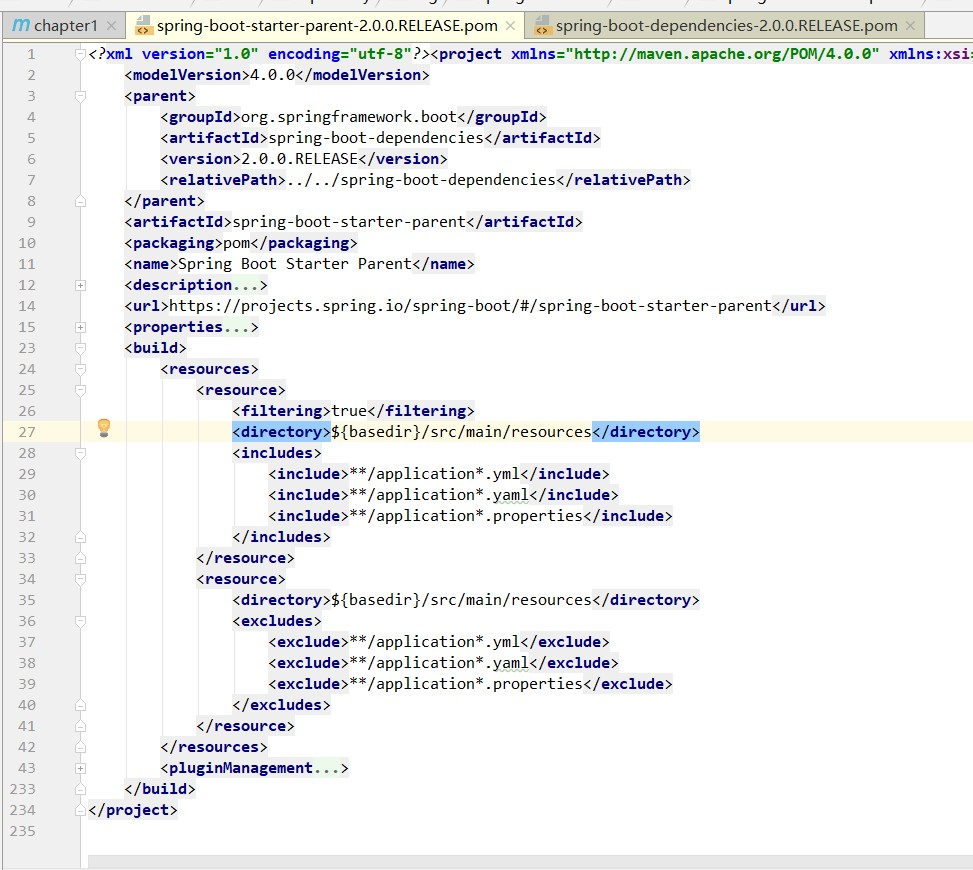 chapter1 spring-boot-starter-parent-2.0.0.RELEASE.pom spring-boot-dependencies-2.0.0.RELEASE.pom
1 <?xml version="1.0" encoding="utf-8"?><project xmlns="http://maven.apache.org/POM/4.0.0" xmlns:xsi=
2 <modelVersion>4.0.0</modelVersion>
3 <parent>
4 <groupId>org.springframework.boot</groupId>
5 <artifactId>spring-boot-dependencies</artifactId>
6 <version>2.0.0.RELEASE</version>
7 <relativePath>../../spring-boot-dependencies</relativePath>
8 </parent>
9 <artifactId>spring-boot-starter-parent</artifactId>
10 <packaging>pom</packaging>
11 <name>Spring Boot Starter Parent</name>
12 <description...>
14 <url>https://projects.spring.io/spring-boot/#/spring-boot-starter-parent</url>
15 <properties...>
23 <build>
24 <resources>
25 <resource>
26 <filtering>true</filtering>
27 <directory>${basedir}/src/main/resources</directory>
28 <includes>
29 <include>**/application*.yml</include>
30 <include>**/application*.yaml</include>
31 <include>**/application*.properties</include>
32 </includes>
33 </resource>
34 <resource>
35 <directory>${basedir}/src/main/resources</directory>
36 <excludes>
37 <exclude>**/application*.yml</exclude>
38 <exclude>**/application*.yaml</exclude>
39 <exclude>**/application*.properties</exclude>
40 </excludes>
41 </resource>
42 </resources>
43 <pluginManagement...>
233 </build>
234 </project>
235